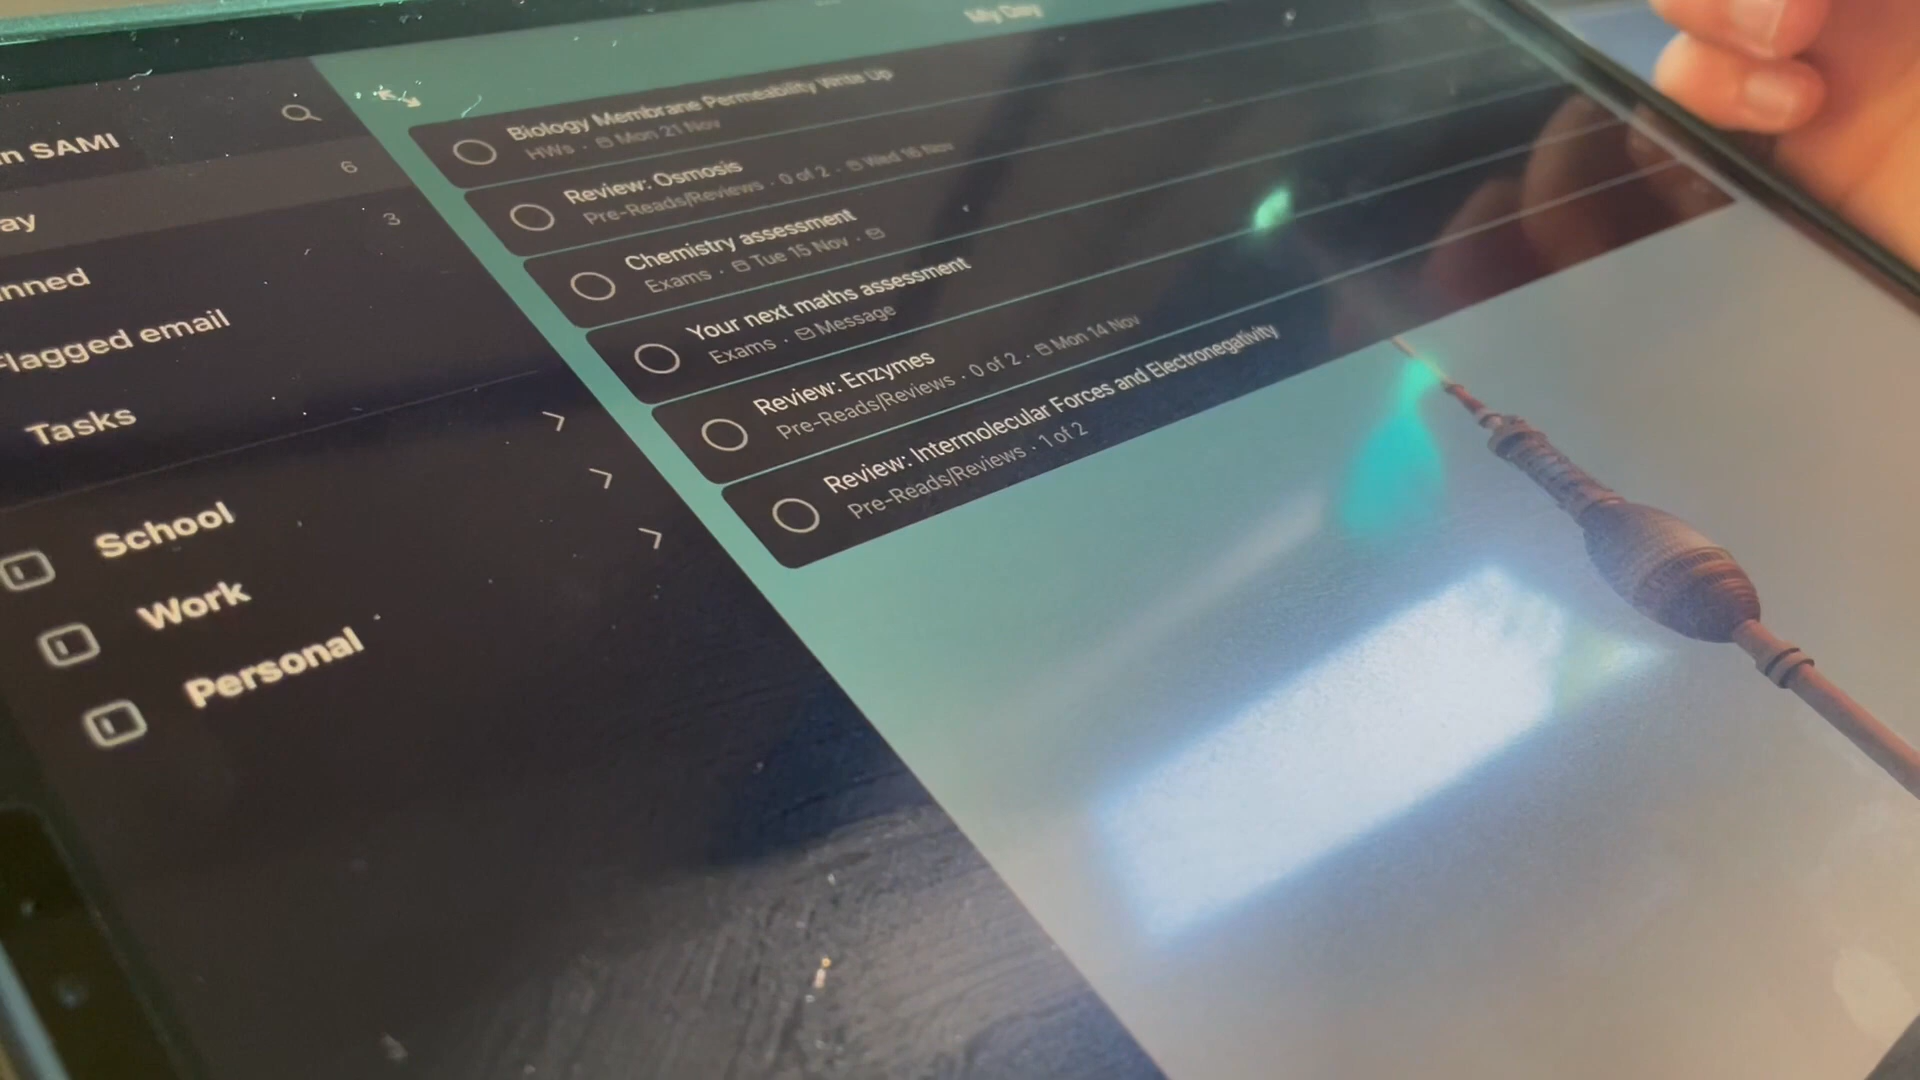 My Day
n SAMI
ay
6
nned
3
Flagged email
Tasks
School
Work
Personal
Biology Membrane Permeability Write Up
HWs · Mon 21 Nov
Review: Osmosis
Pre-Reads/Reviews · 0 of 2 · Wed 16 Nov
Chemistry assessment
Exams · Tue 15 Nov ·
Your next maths assessment
Exams · Message
Review: Enzymes
Pre-Reads/Reviews · 0 of 2 · Mon 14 Nov
Review: Intermolecular Forces and Electronegativity
Pre-Reads/Reviews · 1 of 2